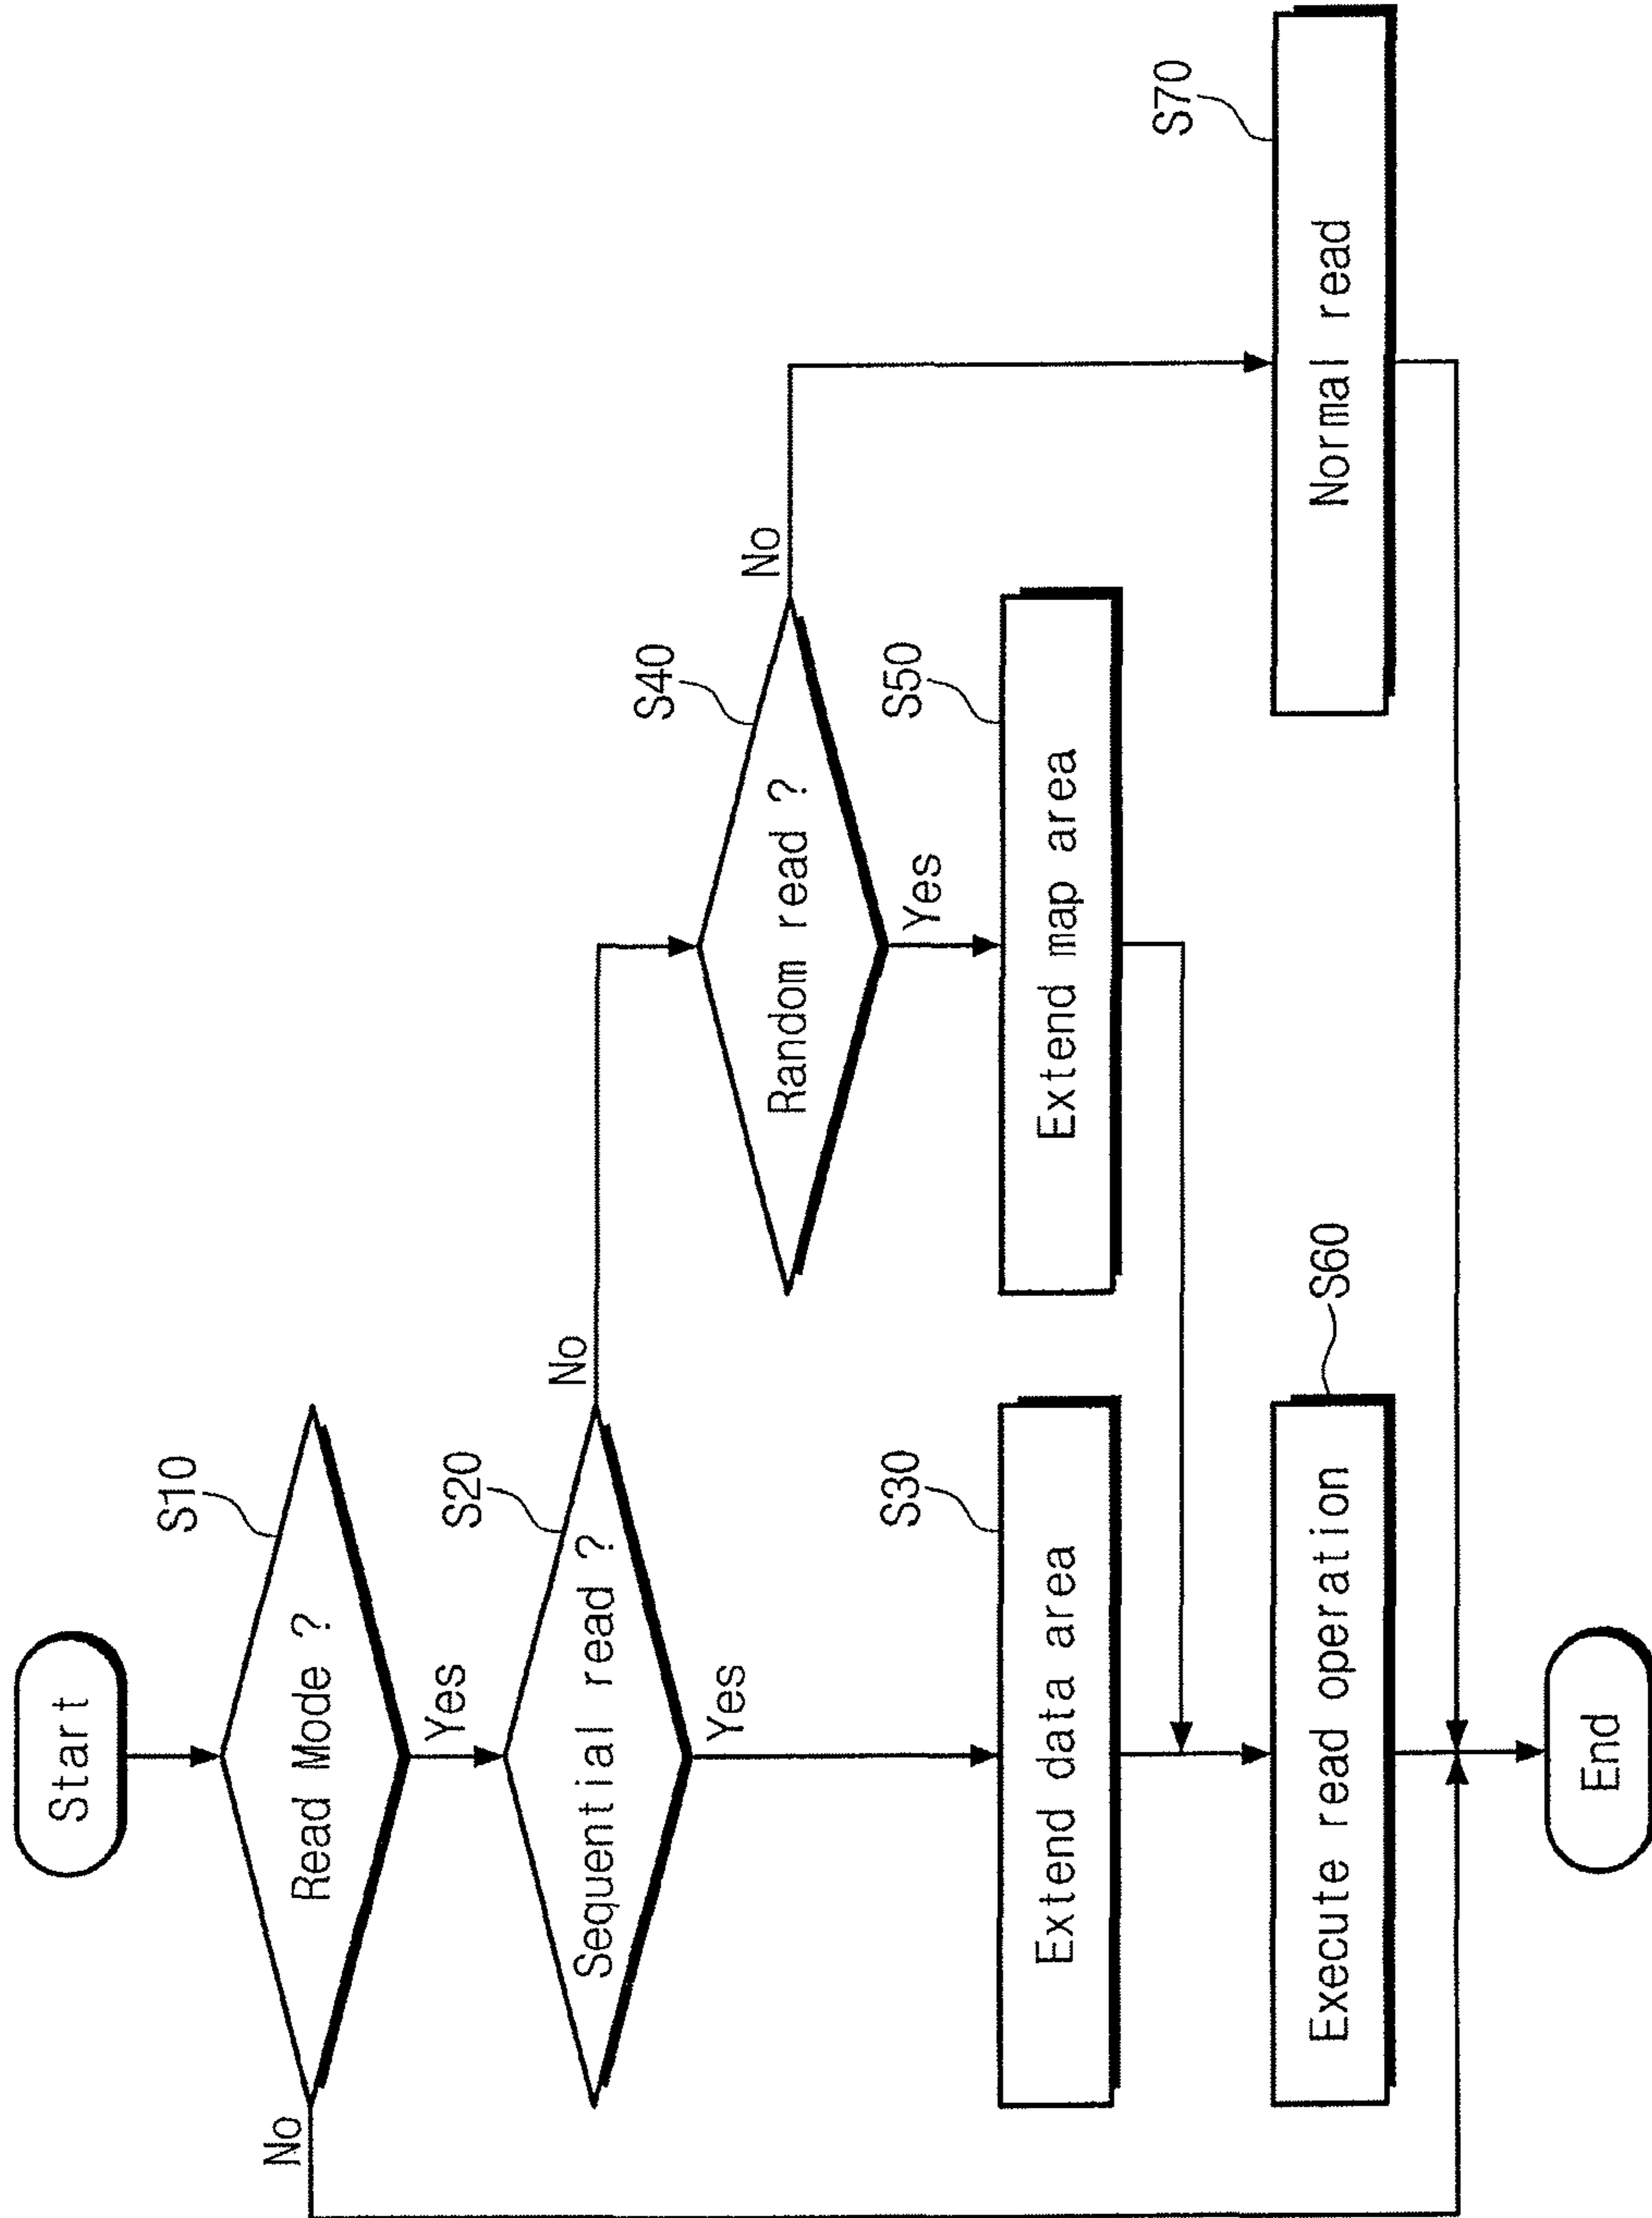 Start
S10
Read Mode ?
No
Yes
S20
Sequential read ?
No
Yes
S40
Random read ?
No
Yes
S30
Extend data area
S50
Extend map area
S60
Execute read operation
S70
Normal read
End